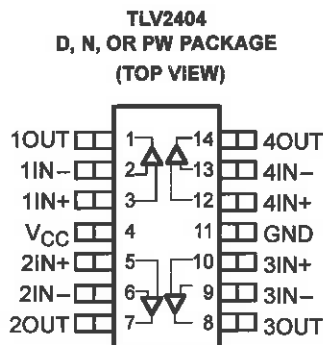 TLV2404
D, N, OR PW PACKAGE
(TOP VIEW)
1OUT 1 14 4OUT
1IN− 2 13 4IN−
1IN+ 3 12 4IN+
VCC 4 11 GND
2IN+ 5 10 3IN+
2IN− 6 9 3IN−
2OUT 7 8 3OUT